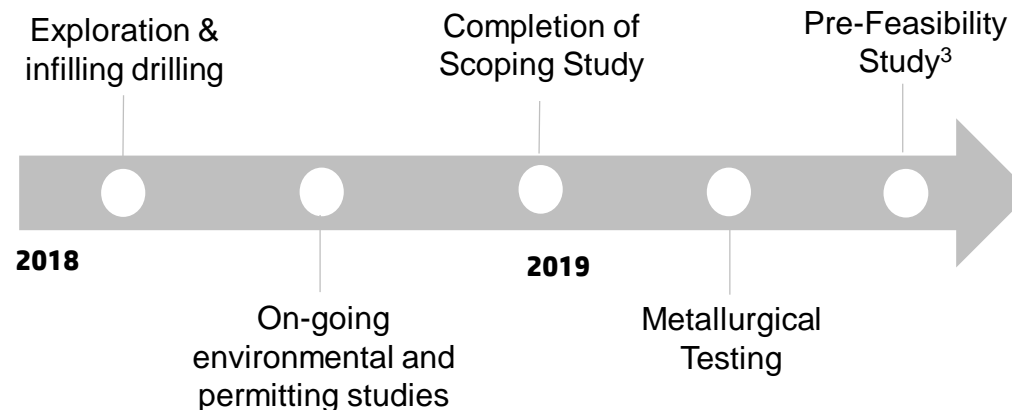 Exploration &
infilling drilling
Completion of
Scoping Study
Pre-Feasibility
Study³
2018
2019
On-going
environmental and
permitting studies
Metallurgical
Testing